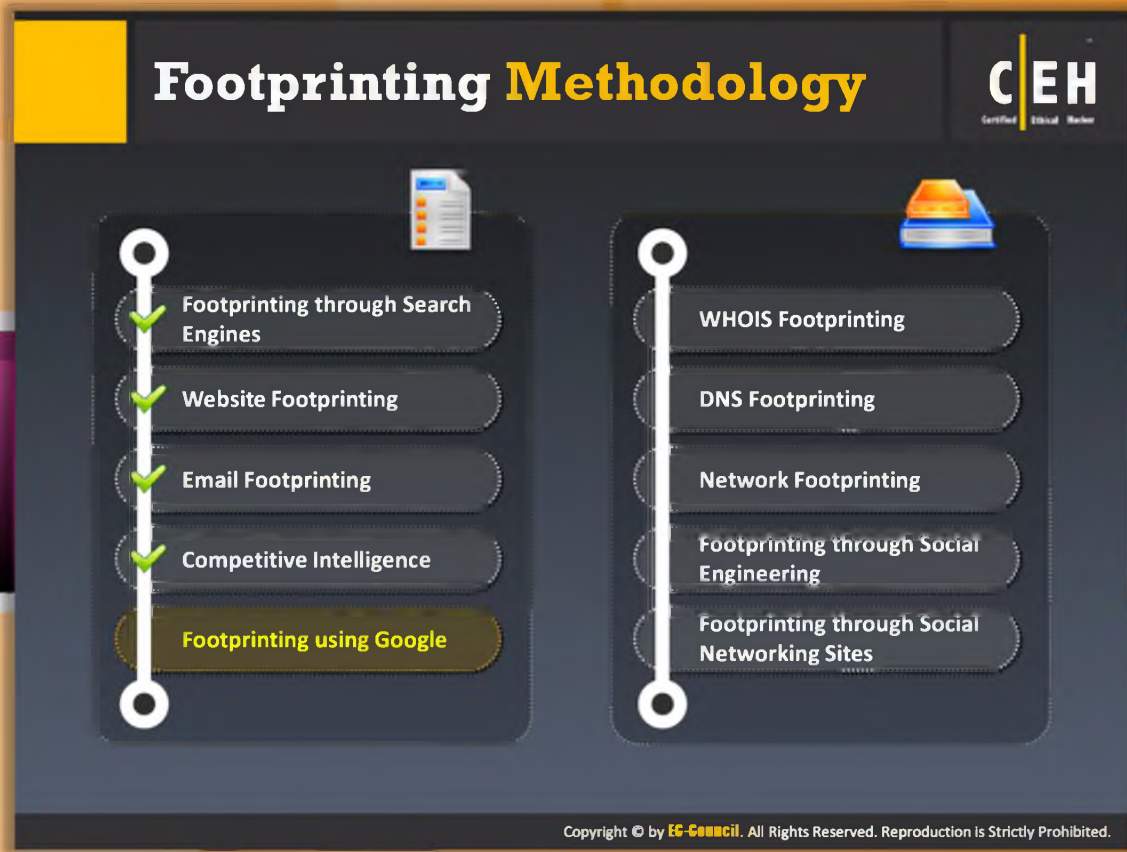 Footprinting Methodology
C|EH
Certified Ethical Hacker
Footprinting through Search
Engines
Website Footprinting
Email Footprinting
Competitive Intelligence
Footprinting using Google
WHOIS Footprinting
DNS Footprinting
Network Footprinting
Footprinting through Social
Engineering
Footprinting through Social
Networking Sites
Copyright © by EC-Council. All Rights Reserved. Reproduction is Strictly Prohibited.